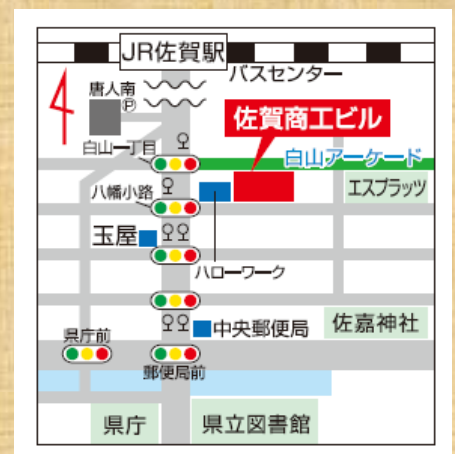 JR佐賀駅
バスセンター
唐人南
P
佐賀商工ビル
白山一丁目
白山アーケード
八幡小路
エスプラッツ
玉屋
ハローワーク
中央郵便局
佐嘉神社
県庁前
郵便局前
県庁
県立図書館